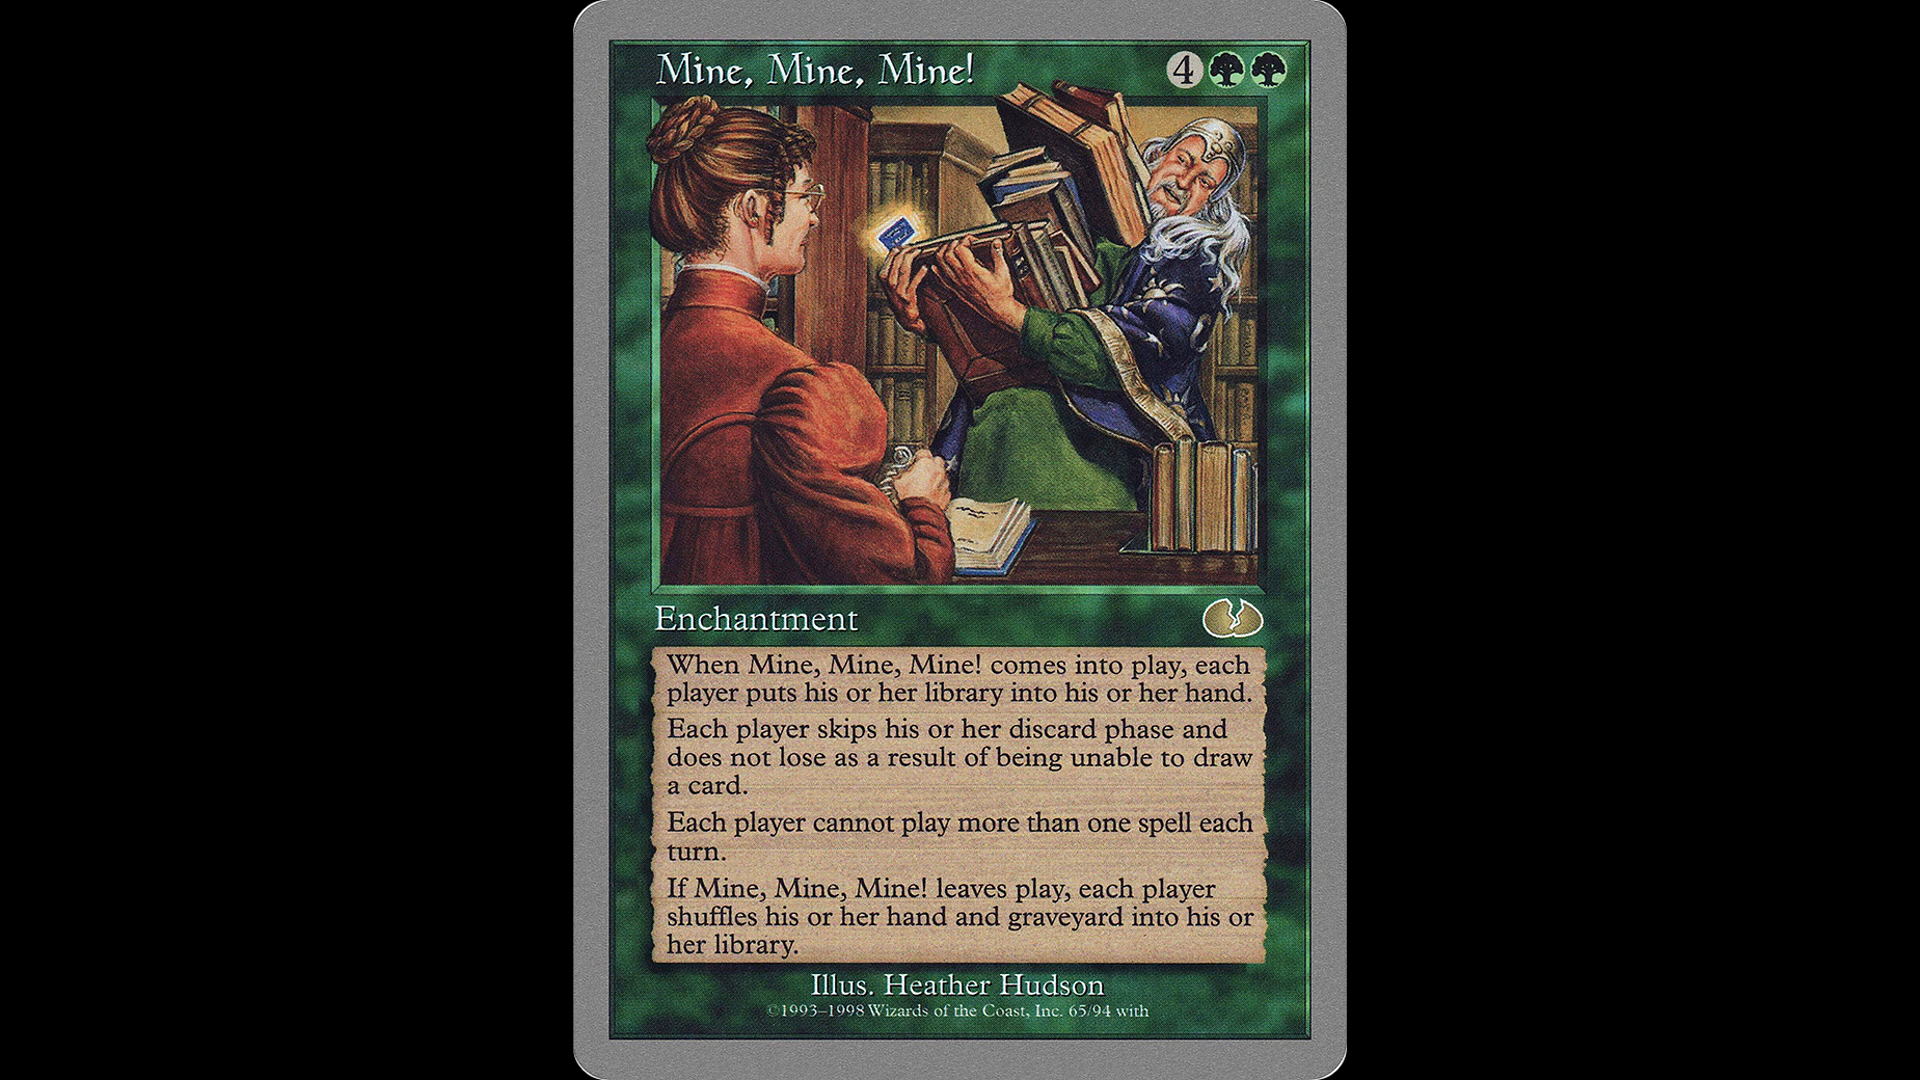 Mine, Mine, Mine! 4
Enchantment
When Mine, Mine, Mine! comes into play, each
player puts his or her library into his or her hand.
Each player skips his or her discard phase and
does not lose as a result of being unable to draw
a card.
Each player cannot play more than one spell each
turn.
If Mine, Mine, Mine! leaves play, each player
shuffles his or her hand and graveyard into his or
her library.
Illus. Heather Hudson
©1993–1998 Wizards of the Coast, Inc. 65/94 with